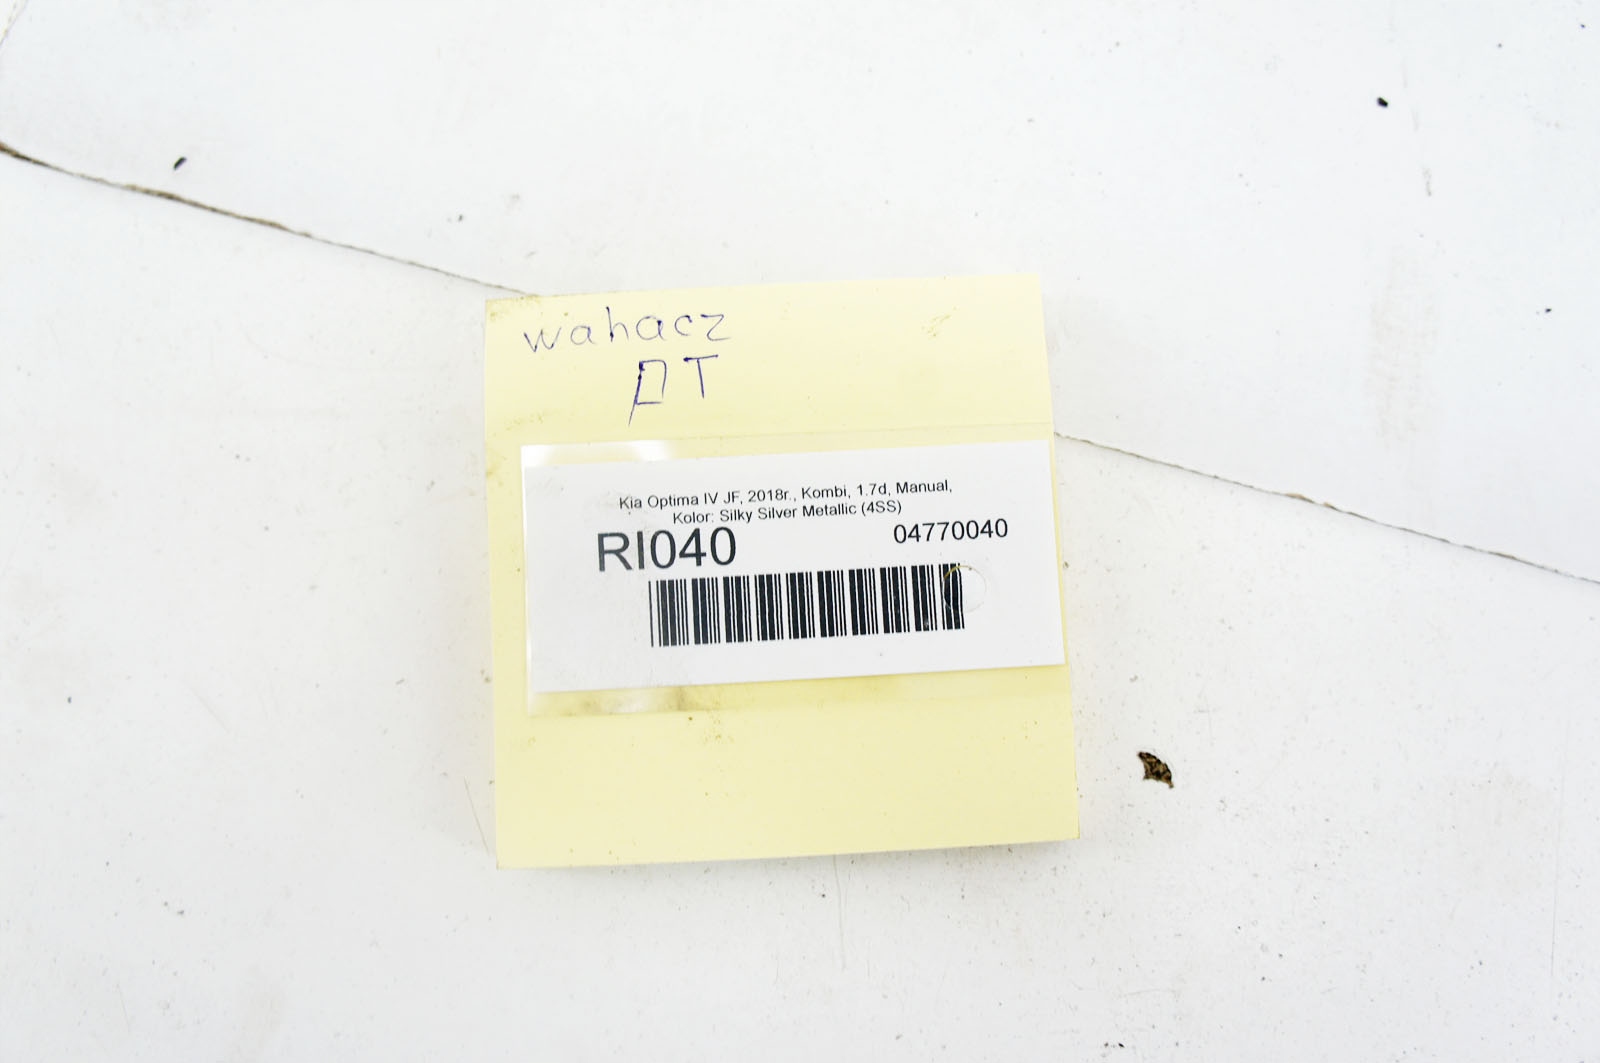 wahacz
PT
Kia Optima IV JF, 2018r., Kombi, 1.7d, Manual,
Kolor: Silky Silver Metallic (4SS)
RI040
04770040